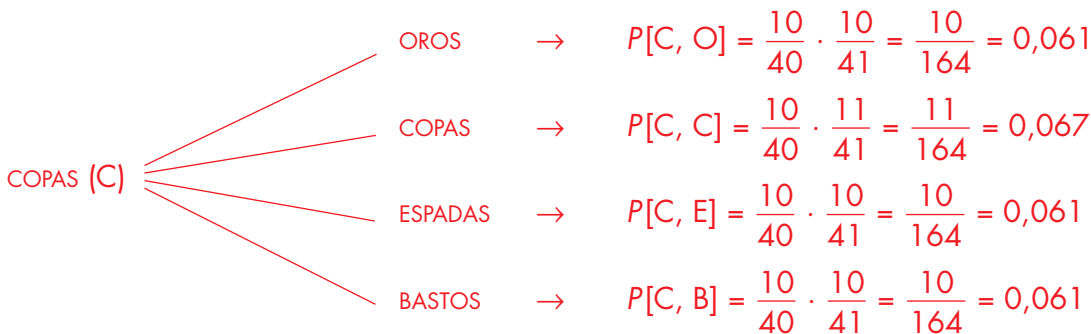 OROS → P[C, O] = 10/40 · 10/41 = 10/164 = 0,061
COPAS → P[C, C] = 10/40 · 11/41 = 11/164 = 0,067
COPAS (C)
ESPADAS → P[C, E] = 10/40 · 10/41 = 10/164 = 0,061
BASTOS → P[C, B] = 10/40 · 10/41 = 10/164 = 0,061